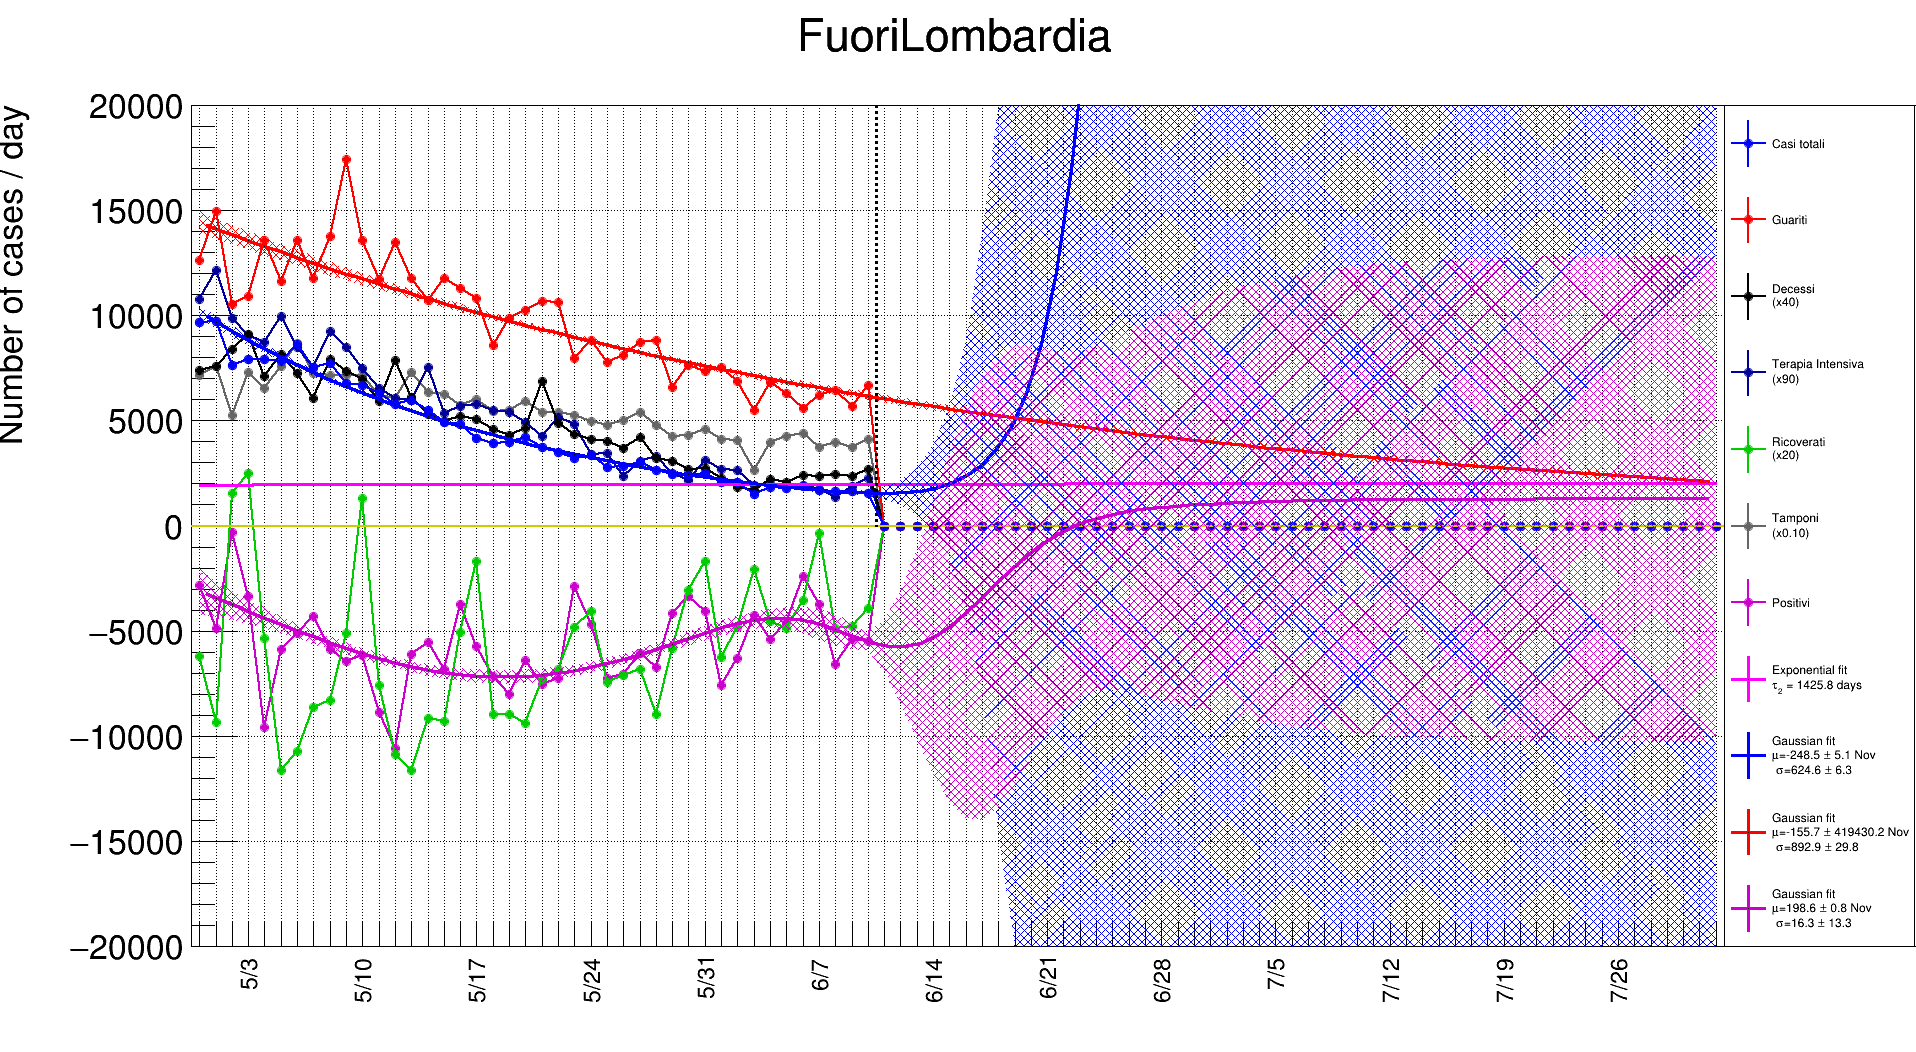 FuoriLombardia
Number of cases / day
20000
15000
10000
5000
0
−5000
−10000
−15000
−20000
5/3
5/10
5/17
5/24
5/31
6/7
6/14
6/21
6/28
7/5
7/12
7/19
7/26
Casi totali
Guariti
Decessi
(x40)
Terapia Intensiva
(x90)
Ricoverati
(x20)
Tamponi
(x0.10)
Positivi
Exponential fit
τ2 = 1425.8 days
Gaussian fit
μ=-248.5 ± 5.1 Nov
σ=624.6 ± 6.3
Gaussian fit
μ=-155.7 ± 419430.2 Nov
σ=892.9 ± 29.8
Gaussian fit
μ=198.6 ± 0.8 Nov
σ=16.3 ± 13.3